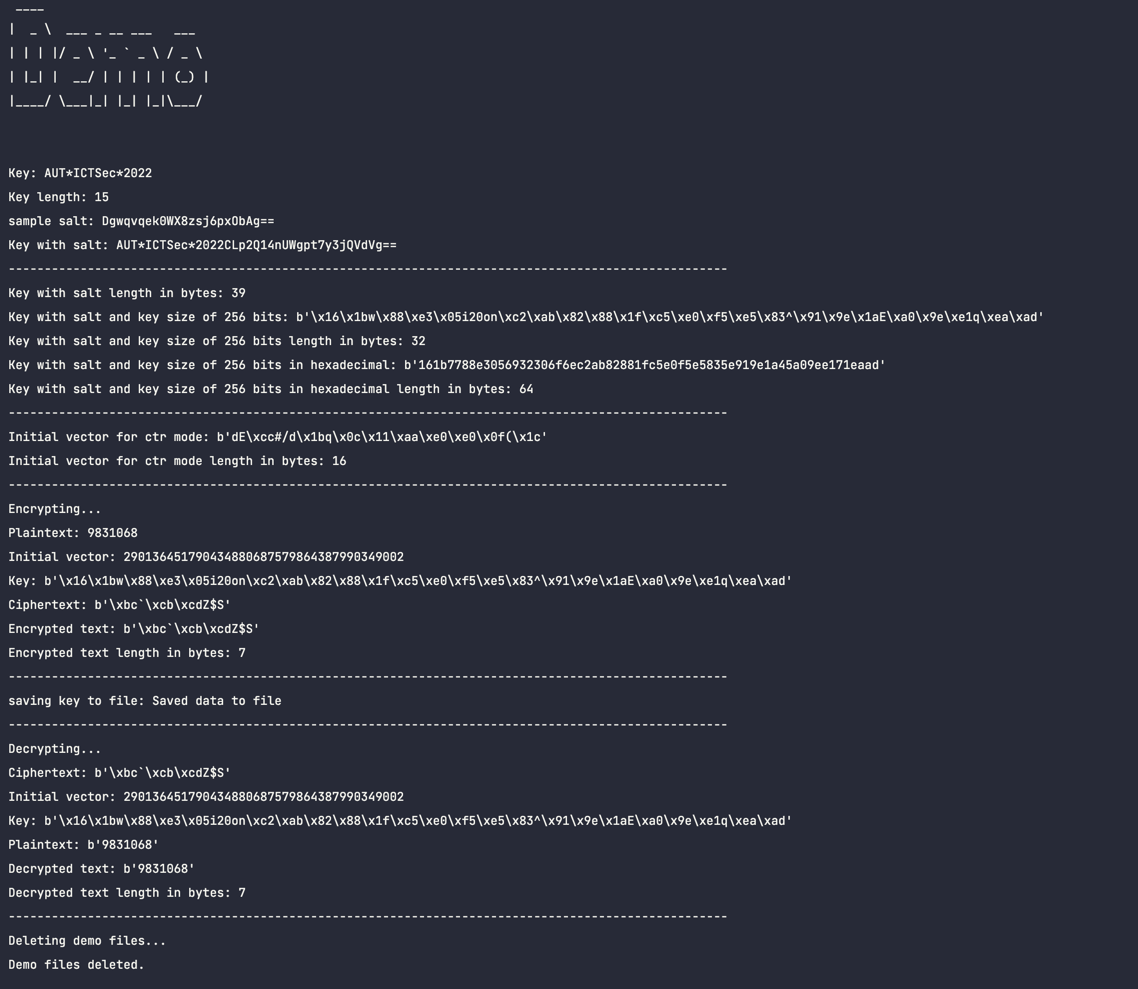 Demo
Key: AUT*ICTSec*2022
Key length: 15
sample salt: Dgwqvqek0WX8zsj6pxObAg==
Key with salt: AUT*ICTSec*2022CLp2Q14nUWgpt7y3jQVdVg==
----------------------------------------------------------------------------------------------------
Key with salt length in bytes: 39
Key with salt and key size of 256 bits: b'\x16\x1bw\x88\xe3\x05i20on\xc2\xab\x82\x88\x1f\xc5\xe0\xf5\xe5\x83^\x91\x9e\x1aE\xa0\x9e\xe1q\xea\xad'
Key with salt and key size of 256 bits length in bytes: 32
Key with salt and key size of 256 bits in hexadecimal: b'161b7788e3056932306f6ec2ab82881fc5e0f5e5835e919e1a45a09ee171eaad'
Key with salt and key size of 256 bits in hexadecimal length in bytes: 64
----------------------------------------------------------------------------------------------------
Initial vector for ctr mode: b'dE\xcc#/d\x1bq\x0c\x11\xaa\xe0\xe0\x0f(\x1c'
Initial vector for ctr mode length in bytes: 16
----------------------------------------------------------------------------------------------------
Encrypting...
Plaintext: 9831068
Initial vector: 290136451790434880687579864387990349002
Key: b'\x16\x1bw\x88\xe3\x05i20on\xc2\xab\x82\x88\x1f\xc5\xe0\xf5\xe5\x83^\x91\x9e\x1aE\xa0\x9e\xe1q\xea\xad'
Ciphertext: b'\xbc`\xcb\xcdZ$S'
Encrypted text: b'\xbc`\xcb\xcdZ$S'
Encrypted text length in bytes: 7
----------------------------------------------------------------------------------------------------
saving key to file: Saved data to file
----------------------------------------------------------------------------------------------------
Decrypting...
Ciphertext: b'\xbc`\xcb\xcdZ$S'
Initial vector: 290136451790434880687579864387990349002
Key: b'\x16\x1bw\x88\xe3\x05i20on\xc2\xab\x82\x88\x1f\xc5\xe0\xf5\xe5\x83^\x91\x9e\x1aE\xa0\x9e\xe1q\xea\xad'
Plaintext: b'9831068'
Decrypted text: b'9831068'
Decrypted text length in bytes: 7
----------------------------------------------------------------------------------------------------
Deleting demo files...
Demo files deleted.